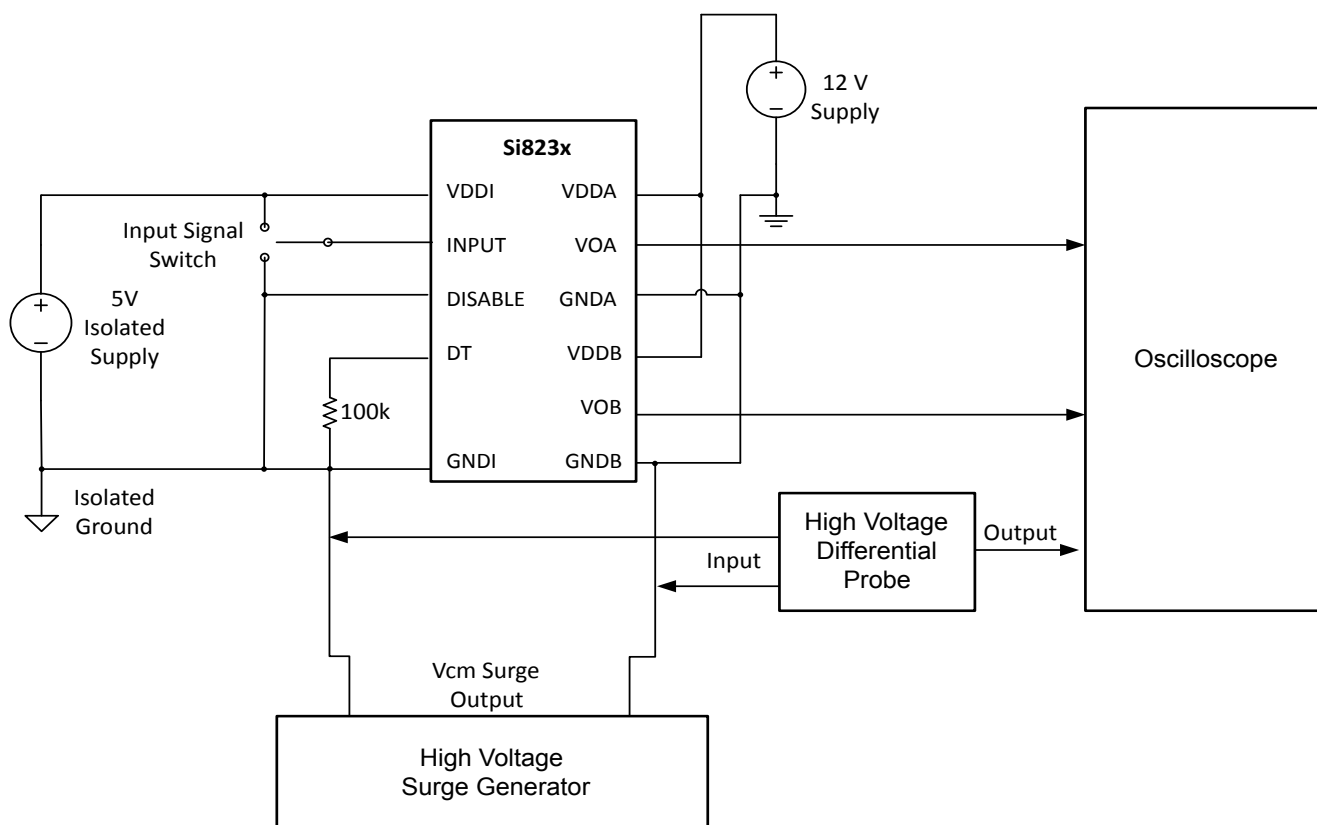 12 V
Supply
+
−
Si823x
VDDI
VDDA
Input Signal
Switch
INPUT
VOA
5V
Isolated
Supply
+
−
DISABLE
GNDA
DT
VDDB
Oscilloscope
100k
VOB
GNDI
GNDB
Isolated
Ground
High Voltage
Differential
Probe
Output
Input
Vcm Surge
Output
High Voltage
Surge Generator